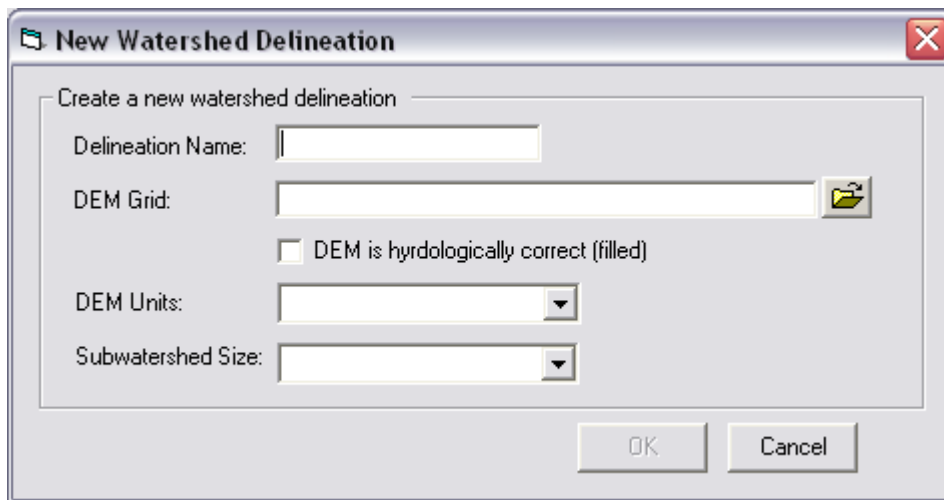 New Watershed Delineation
Create a new watershed delineation
Delineation Name:
DEM Grid:
DEM is hyrdologically correct (filled)
DEM Units:
Subwatershed Size:
OK Cancel